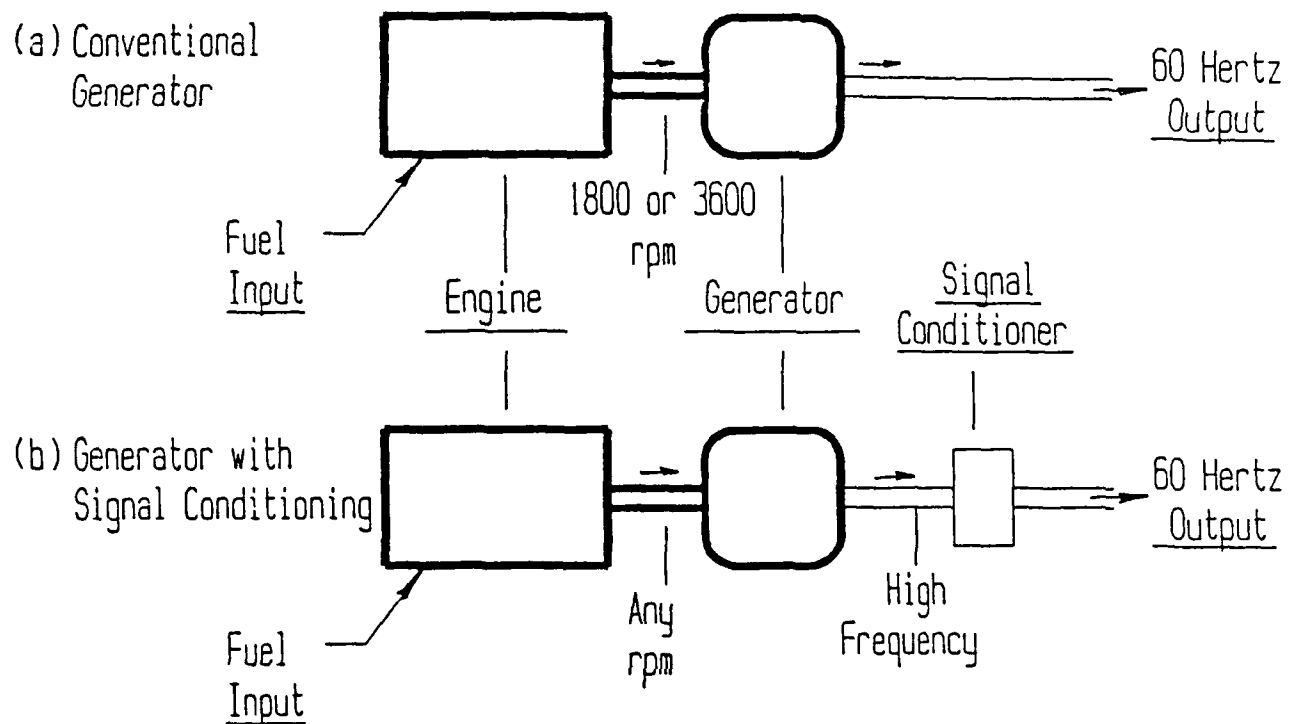 (a) Conventional
Generator
60 Hertz
Output
1800 or 3600
rpm
Fuel
Input
Engine
Generator
Signal
Conditioner
(b) Generator with
Signal Conditioning
60 Hertz
Output
Any
rpm
High
Frequency
Fuel
Input